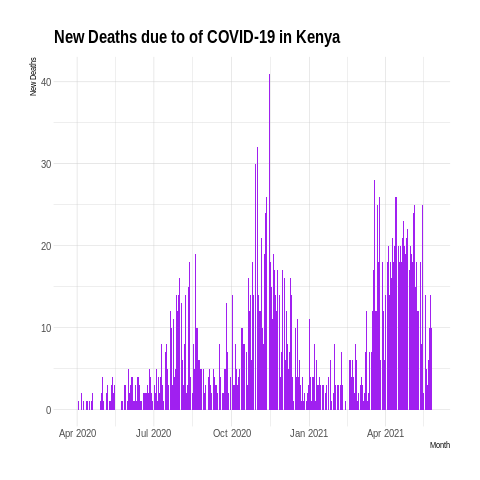 New Deaths due to of COVID-19 in Kenya
New Deaths
40
30
20
10
0
Apr 2020 Jul 2020 Oct 2020 Jan 2021 Apr 2021
Month